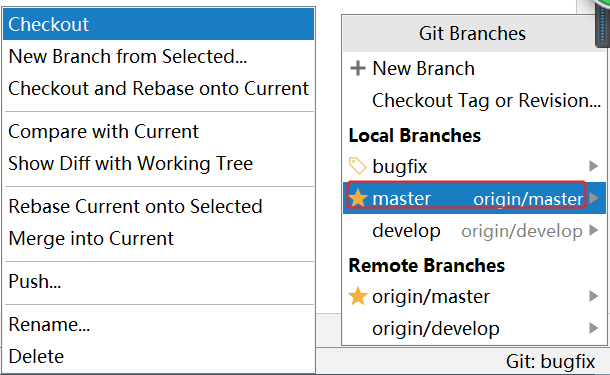 Checkout
New Branch from Selected...
Checkout and Rebase onto Current
Compare with Current
Show Diff with Working Tree
Rebase Current onto Selected
Merge into Current
Push...
Rename...
Delete
Git Branches
New Branch
Checkout Tag or Revision...
Local Branches
bugfix
master origin/master
develop origin/develop
Remote Branches
origin/master
origin/develop
Git: bugfix